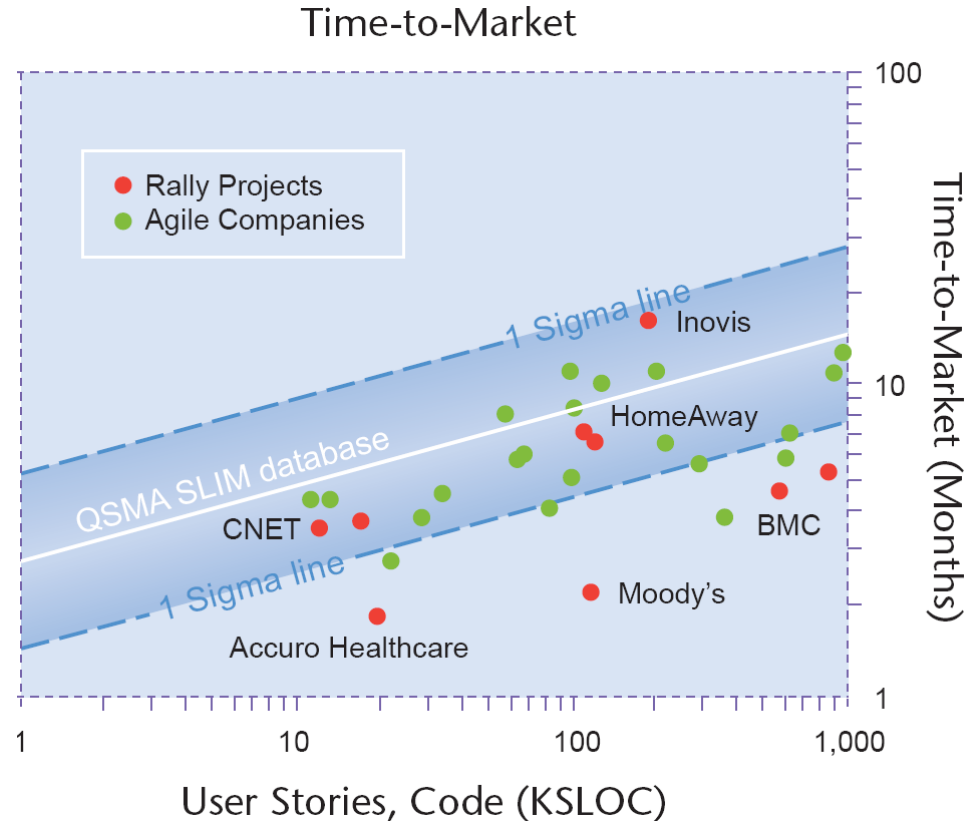 Time-to-Market
100
Rally Projects
Agile Companies
1 Sigma line
Inovis
10
HomeAway
QSMA SLIM database
CNET
BMC
1 Sigma line
Moody's
Accuro Healthcare
1
1
10
100
1,000
Time-to-Market (Months)
User Stories, Code (KSLOC)